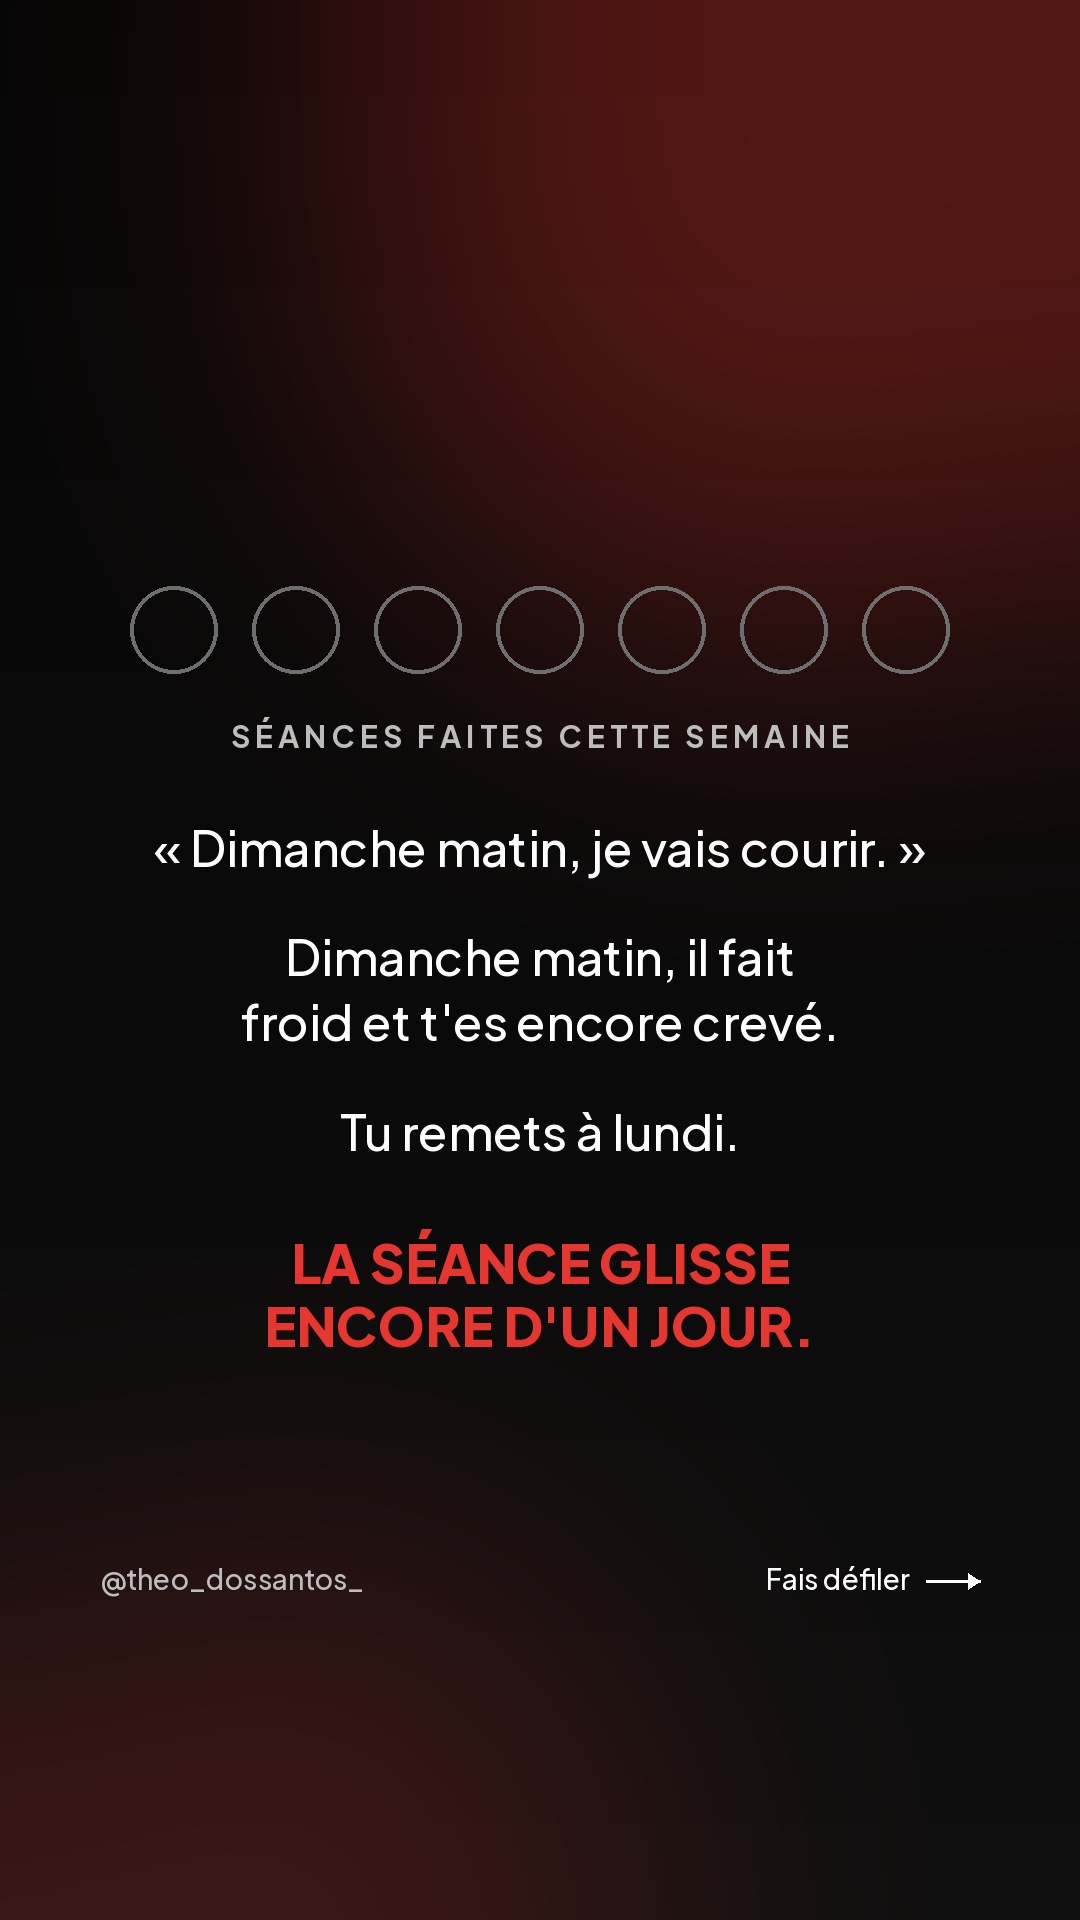 SÉANCES FAITES CETTE SEMAINE
« Dimanche matin, je vais courir. »
Dimanche matin, il fait
froid et t'es encore crevé.
Tu remets à lundi.
LA SÉANCE GLISSE
ENCORE D'UN JOUR.
@theo_dossantos_
Fais défiler